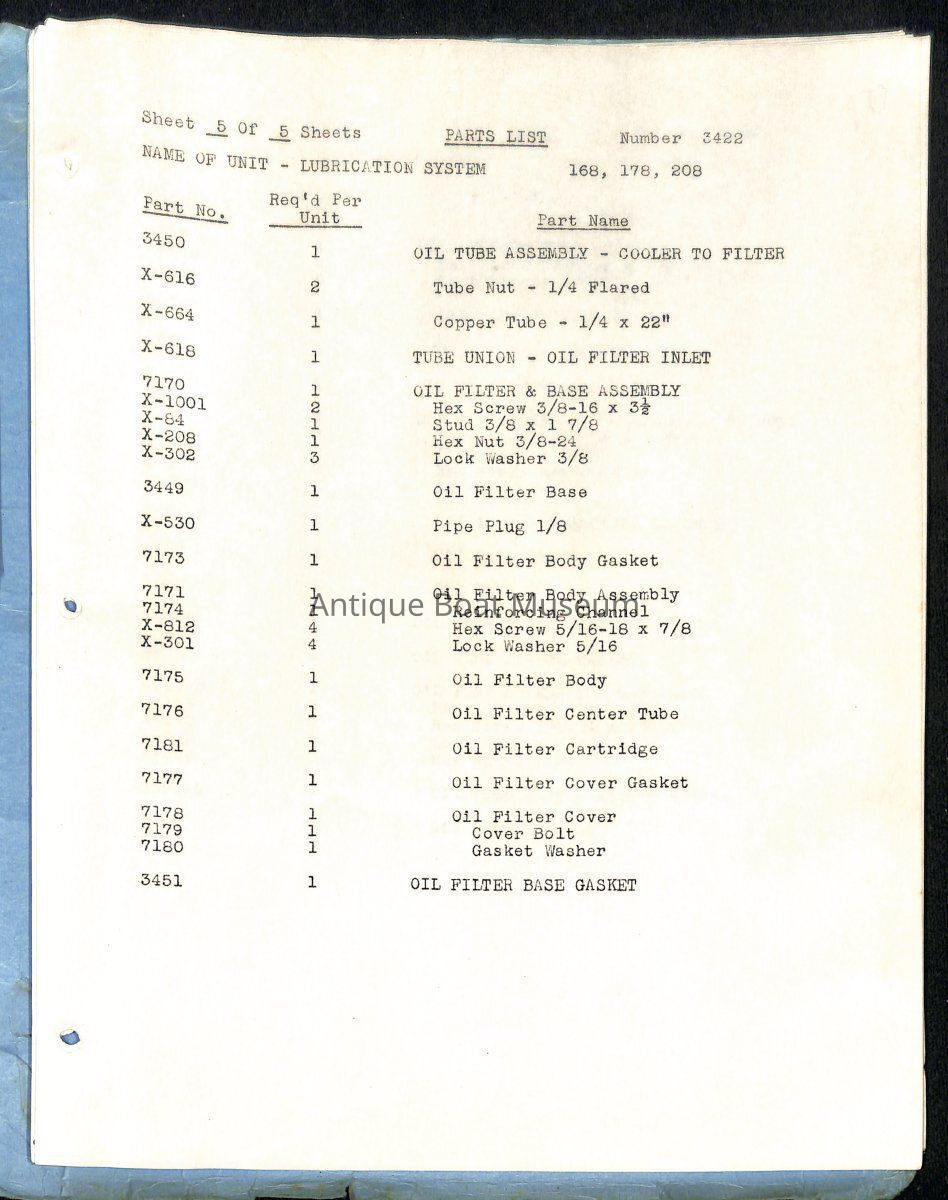 Sheet 5 Of 5 Sheets PARTS LIST Number 3422
NAME OF UNIT - LUBRICATION SYSTEM 168, 178, 208
Part No. Req'd Per Unit Part Name
3450 1 OIL TUBE ASSEMBLY - COOLER TO FILTER
X-616 2 Tube Nut - 1/4 Flared
X-664 1 Copper Tube - 1/4 x 22"
X-618 1 TUBE UNION - OIL FILTER INLET
7170 1 OIL FILTER & BASE ASSEMBLY
X-1001 2 Hex Screw 3/8-16 x 3½
X-84 1 Stud 3/8 x 1 7/8
X-208 1 Hex Nut 3/8-24
X-302 3 Lock Washer 3/8
3449 1 Oil Filter Base
X-530 1 Pipe Plug 1/8
7173 1 Oil Filter Body Gasket
7171 1 Oil Filter Body Assembly
Antique Boat Museum
7174 1 Reinforcing Channel
X-812 4 Hex Screw 5/16-18 x 7/8
X-301 4 Lock Washer 5/16
7175 1 Oil Filter Body
7176 1 Oil Filter Center Tube
7181 1 Oil Filter Cartridge
7177 1 Oil Filter Cover Gasket
7178 1 Oil Filter Cover
7179 1 Cover Bolt
7180 1 Gasket Washer
3451 1 OIL FILTER BASE GASKET